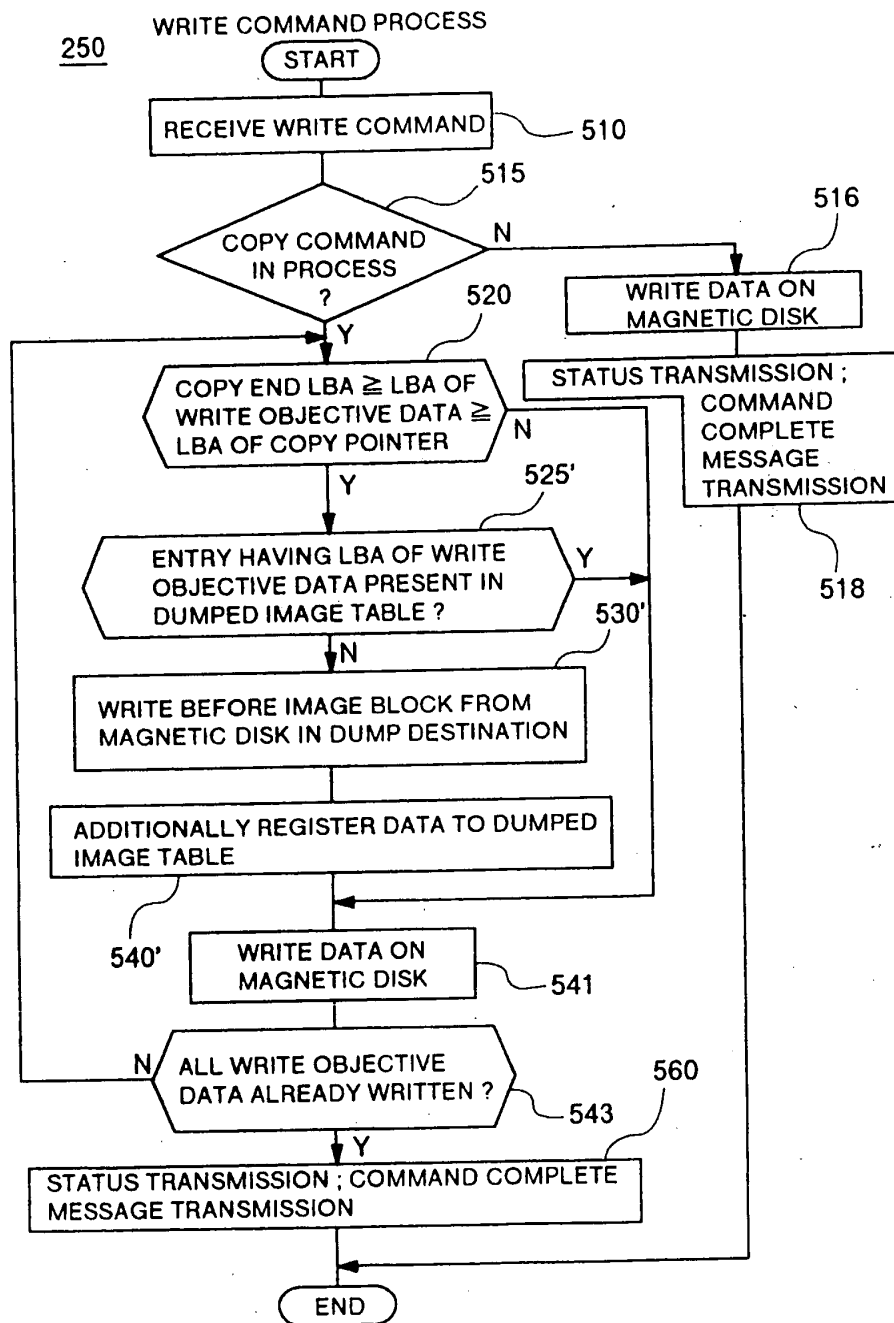 WRITE COMMAND PROCESS
250
START
RECEIVE WRITE COMMAND
510
515
COPY COMMAND
IN PROCESS
?
N
516
WRITE DATA ON
MAGNETIC DISK
Y
520
COPY END LBA ≧ LBA OF
WRITE OBJECTIVE DATA ≧
LBA OF COPY POINTER
N
STATUS TRANSMISSION ;
COMMAND
COMPLETE
MESSAGE
TRANSMISSION
518
Y
525'
ENTRY HAVING LBA OF WRITE
OBJECTIVE DATA PRESENT IN
DUMPED IMAGE TABLE ?
Y
N
530'
WRITE BEFORE IMAGE BLOCK FROM
MAGNETIC DISK IN DUMP DESTINATION
ADDITIONALLY REGISTER DATA TO DUMPED
IMAGE TABLE
540'
WRITE DATA ON
MAGNETIC DISK
541
N
ALL WRITE OBJECTIVE
DATA ALREADY WRITTEN ?
543
560
Y
STATUS TRANSMISSION ; COMMAND COMPLETE
MESSAGE TRANSMISSION
END